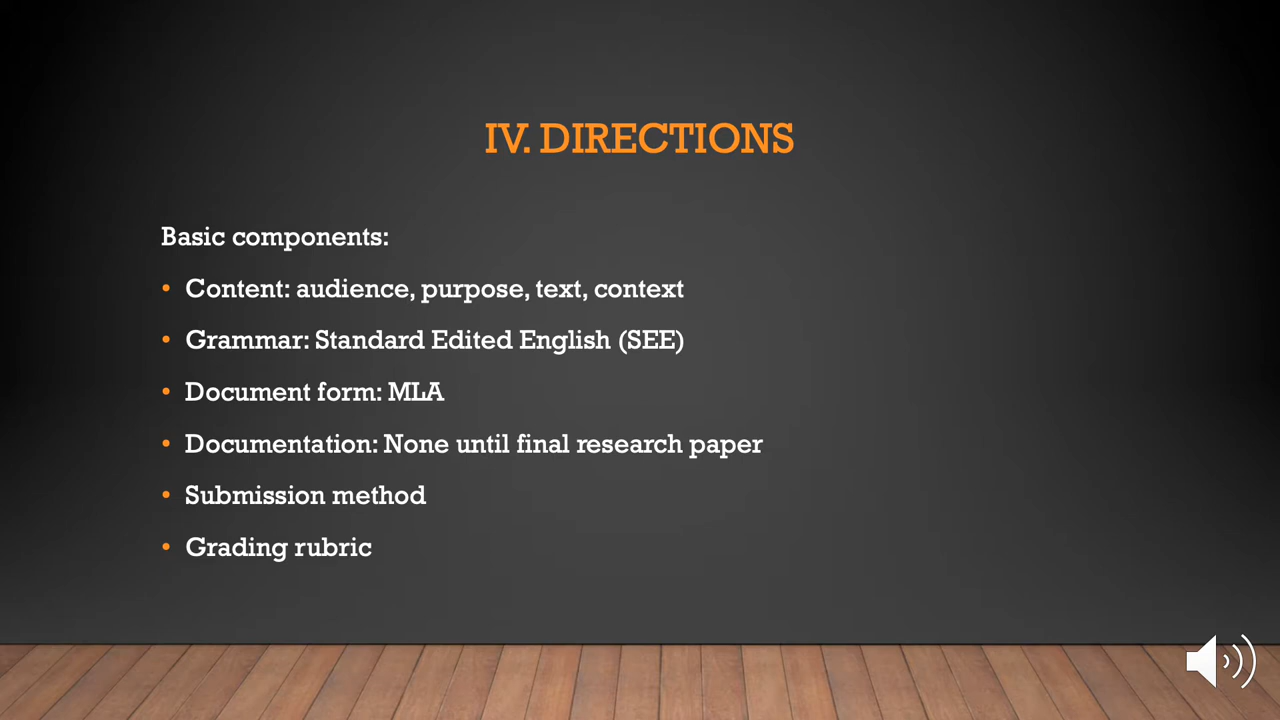 IV. DIRECTIONS
Basic components:
• Content: audience, purpose, text, context
• Grammar: Standard Edited English (SEE)
• Document form: MLA
• Documentation: None until final research paper
• Submission method
• Grading rubric